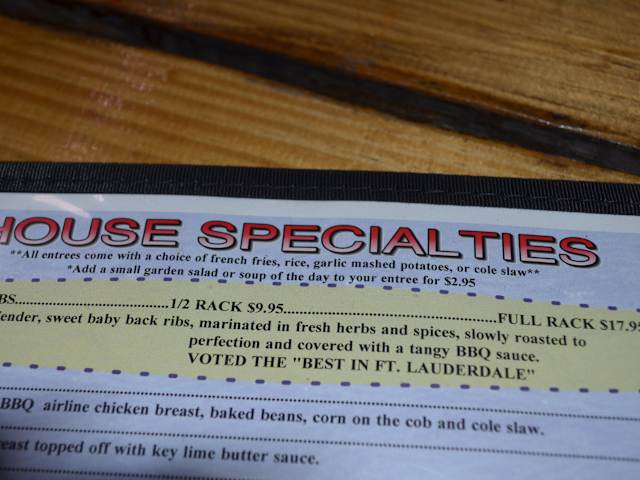 HOUSE SPECIALTIES
**All entrees come with a choice of french fries, rice, garlic mashed potatoes, or cole slaw**
*Add a small garden salad or soup of the day to your entree for $2.95
BS..........................................1/2 RACK $9.95..........................................................FULL RACK $17.95
ender, sweet baby back ribs, marinated in fresh herbs and spices, slowly roasted to
perfection and covered with a tangy BBQ sauce.
VOTED THE "BEST IN FT. LAUDERDALE"
BBQ airline chicken breast, baked beans, corn on the cob and cole slaw.
reast topped off with key lime butter sauce.